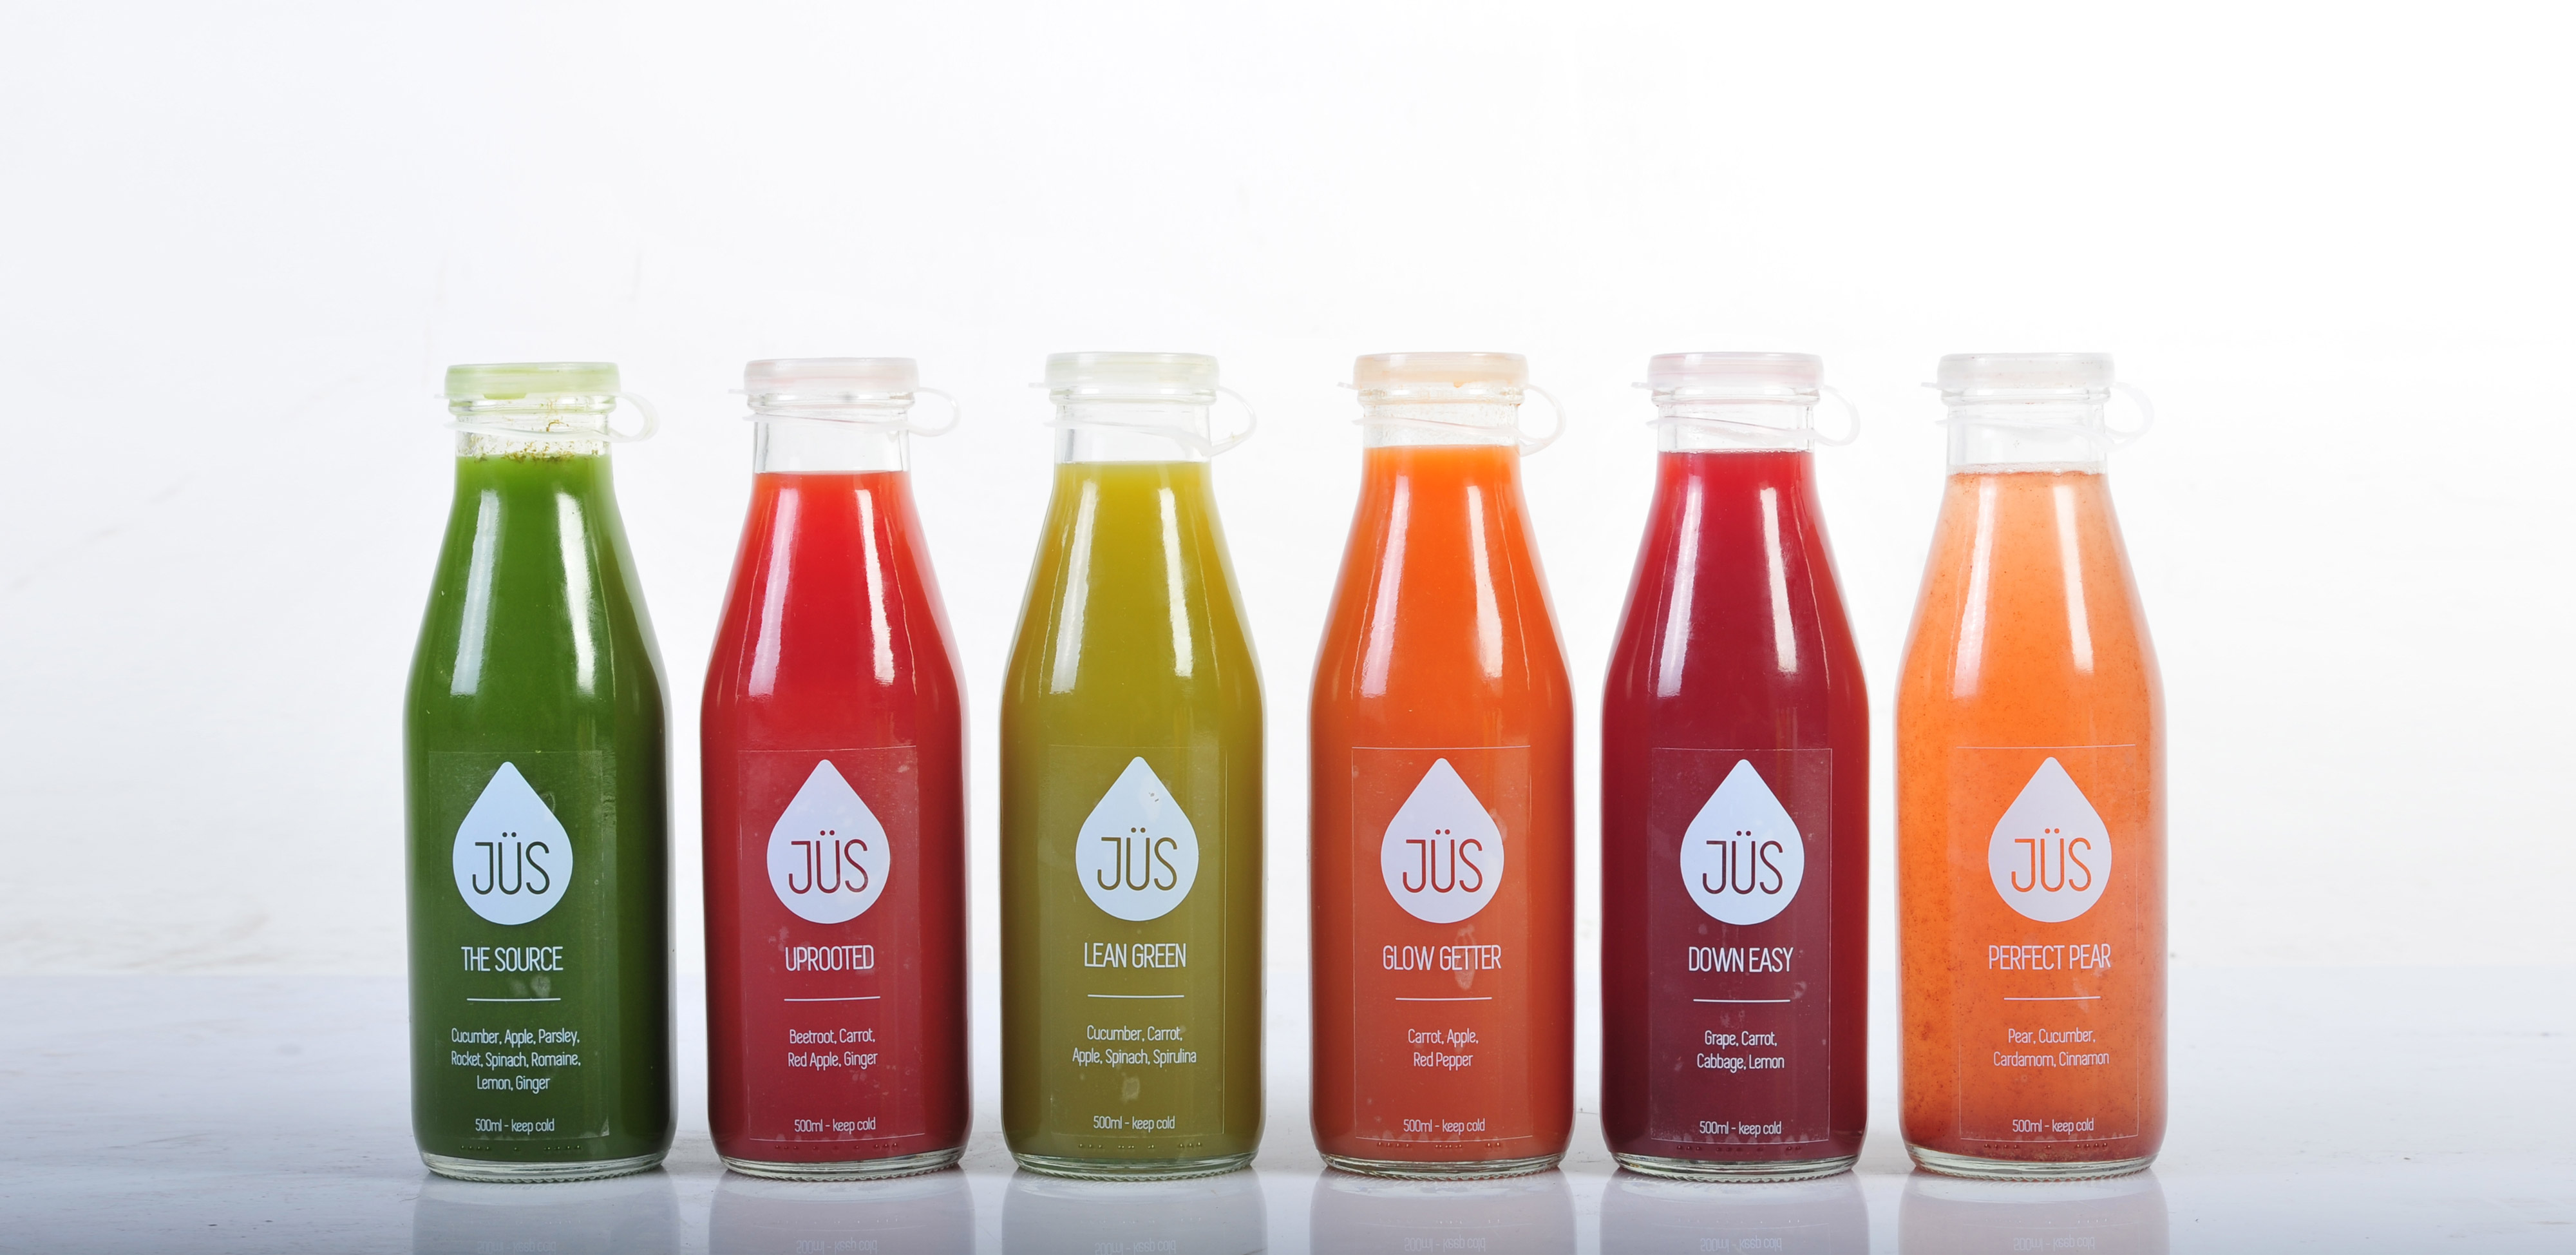 JÜS
THE SOURCE
Cucumber, Apple, Parsley,
Rocket, Spinach, Romaine,
Lemon, Ginger
500ml - keep cold
JÜS
UPROOTED
Beetroot, Carrot,
Red Apple, Ginger
500ml - keep cold
JÜS
LEAN GREEN
Cucumber, Carrot,
Apple, Spinach, Spirulina
500ml - keep cold
JÜS
GLOW GETTER
Carrot, Apple,
Red Pepper
500ml - keep cold
JÜS
DOWN EASY
Grape, Carrot,
Cabbage, Lemon
500ml - keep cold
JÜS
PERFECT PEAR
Pear, Cucumber,
Cardamom, Cinnamon
500ml - keep cold